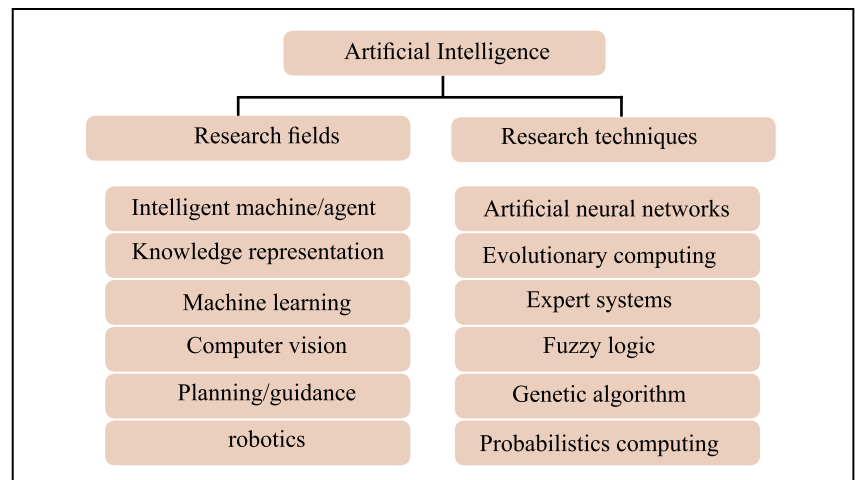 Artificial Intelligence
Research fields
Research techniques
Intelligent machine/agent
Knowledge representation
Machine learning
Computer vision
Planning/guidance
robotics
Artificial neural networks
Evolutionary computing
Expert systems
Fuzzy logic
Genetic algorithm
Probabilistics computing